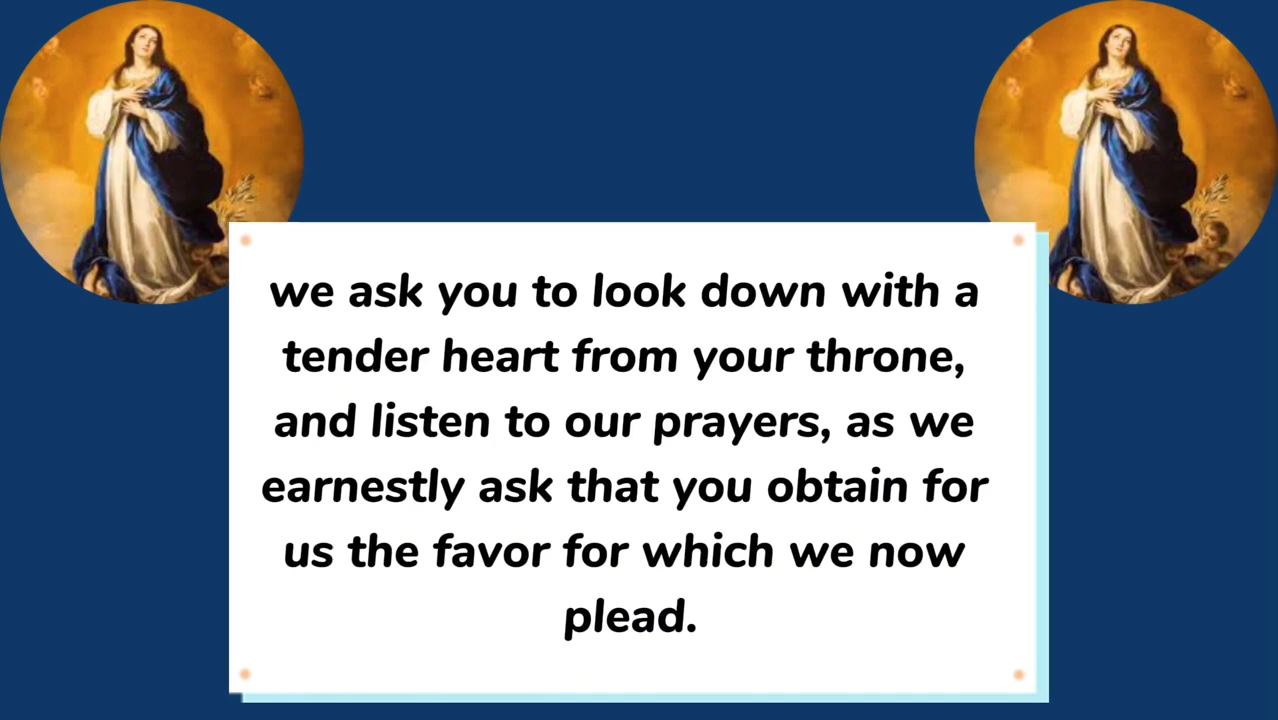 we ask you to look down with a
tender heart from your throne,
and listen to our prayers, as we
earnestly ask that you obtain for
us the favor for which we now
plead.